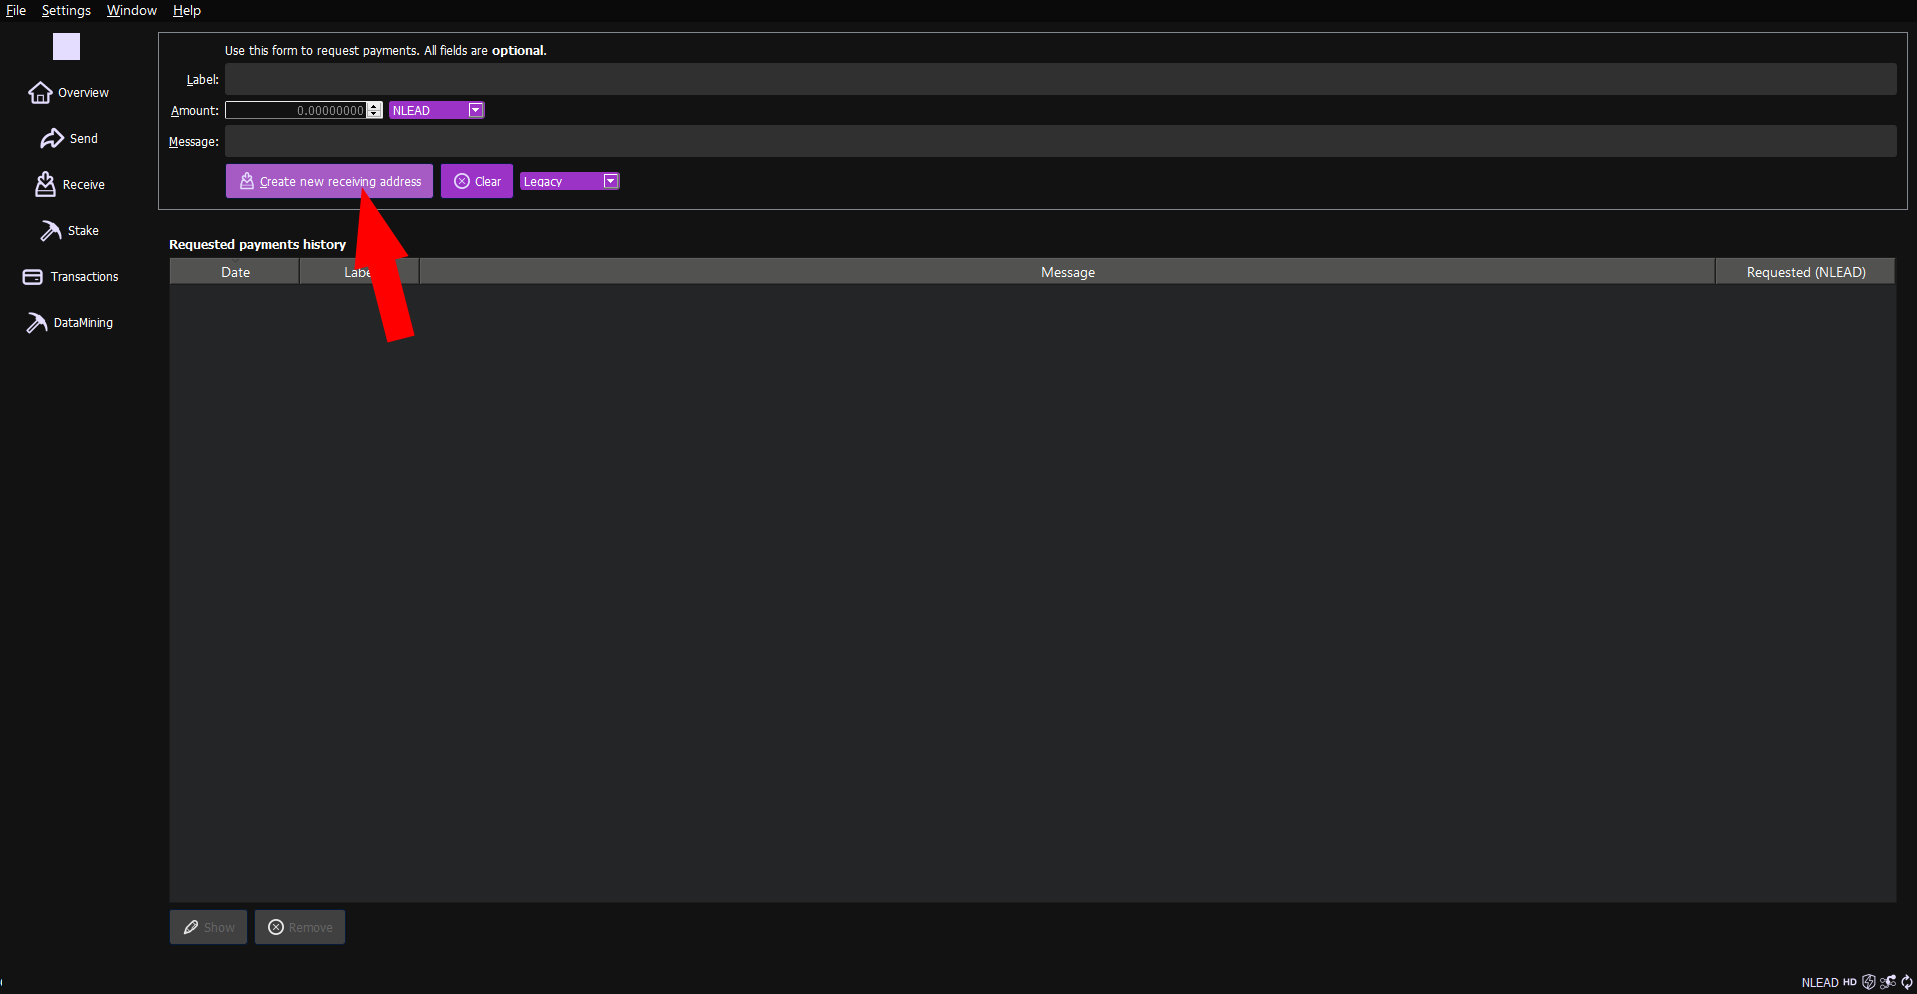 File Settings Window Help
Use this form to request payments. All fields are optional.
Overview
Send
Receive
Stake
Transactions
DataMining
Label:
Amount: 0.00000000 NLEAD
Message:
Create new receiving address Clear Legacy
Requested payments history
Date Label Message Requested (NLEAD)
Show Remove
NLEAD HD